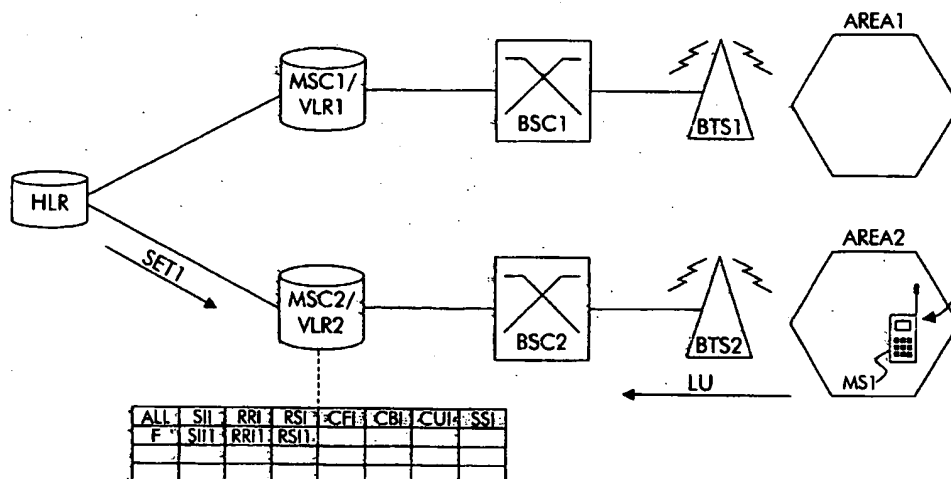 AREA1
MSC1/
VLR1
BSC1
BTS1
HLR
SET1
AREA2
MSC2/
VLR2
BSC2
BTS2
MS1
LU
ALL SII RRI RSI CFI CBI CUI SSI
F SII1 RRI1 RSI1